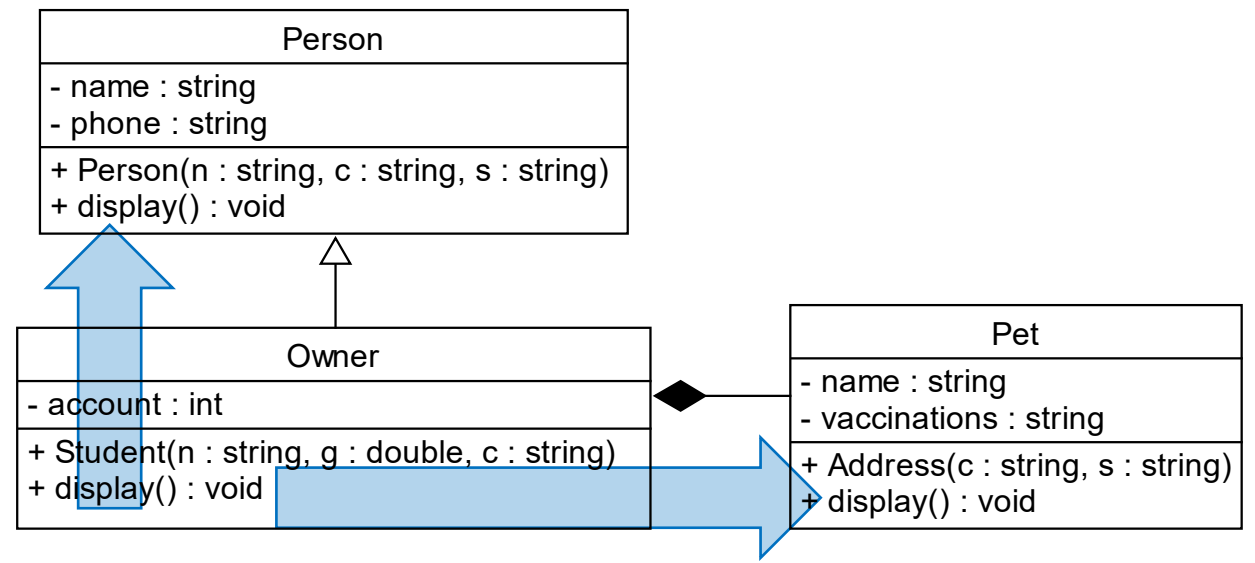 Person
- name : string
- phone : string
+ Person(n : string, c : string, s : string)
+ display() : void
Owner
- account : int
+ Student(n : string, g : double, c : string)
+ display() : void
Pet
- name : string
- vaccinations : string
+ Address(c : string, s : string)
+ display() : void